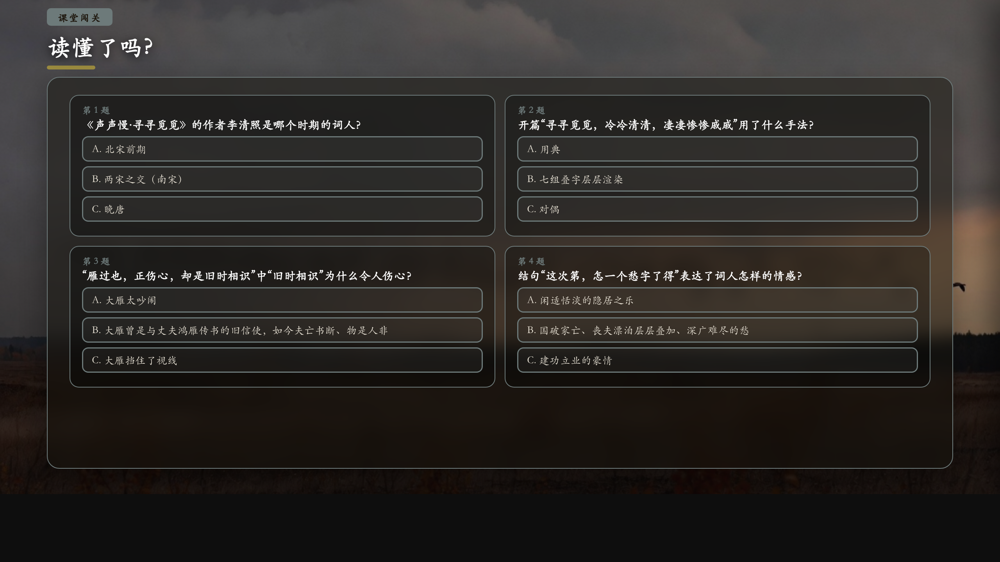 课堂闯关
读懂了吗?
第 1 题
《声声慢·寻寻觅觅》的作者李清照是哪个时期的词人?
A. 北宋前期
B. 两宋之交（南宋）
C. 晚唐
第 2 题
开篇“寻寻觅觅，冷冷清清，凄凄惨惨戚戚”用了什么手法?
A. 用典
B. 七组叠字层层渲染
C. 对偶
第 3 题
“雁过也，正伤心，却是旧时相识”中“旧时相识”为什么令人伤心?
A. 大雁太吵闹
B. 大雁曾是与丈夫鸿雁传书的旧信使，如今夫亡书断、物是人非
C. 大雁挡住了视线
第 4 题
结句“这次第，怎一个愁字了得”表达了词人怎样的情感?
A. 闲适恬淡的隐居之乐
B. 国破家亡、丧夫漂泊层层叠加、深广难尽的愁
C. 建功立业的豪情